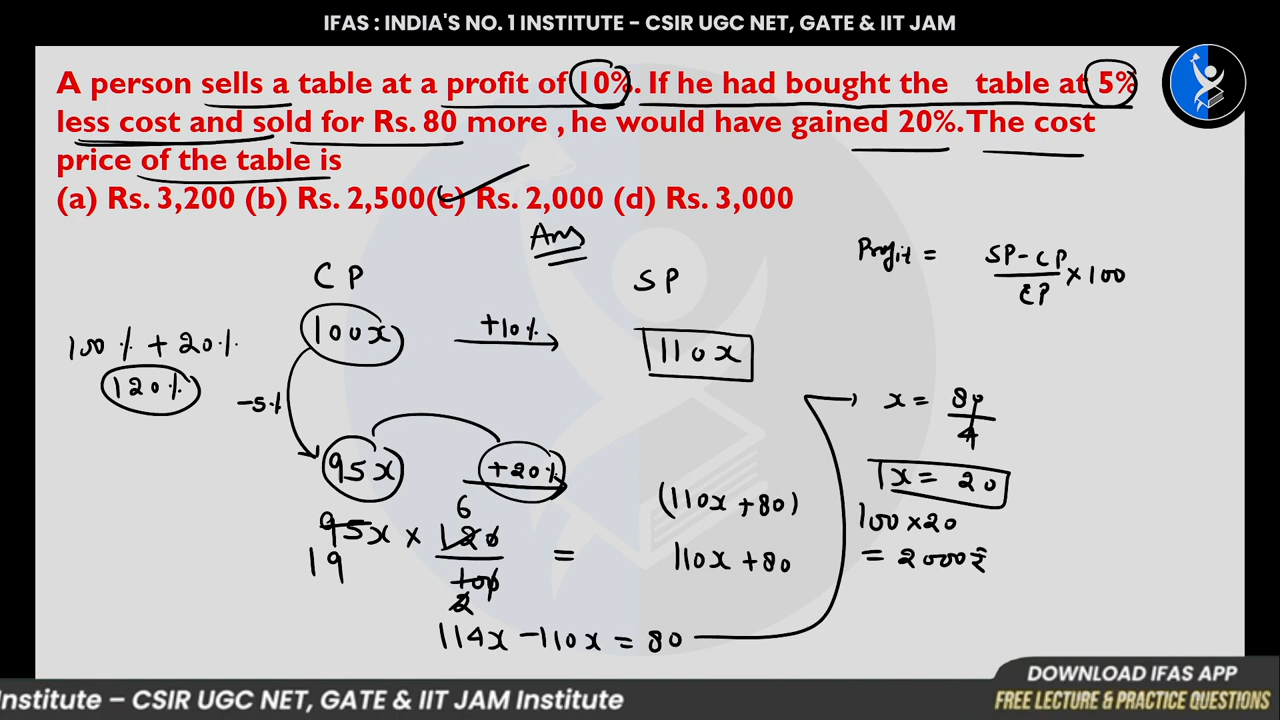 IFAS : INDIA'S NO. 1 INSTITUTE – CSIR UGC NET, GATE & IIT JAM
A person sells a table at a profit of 10%. If he had bought the table at 5%
less cost and sold for Rs. 80 more , he would have gained 20%. The cost
price of the table is
(a) Rs. 3,200 (b) Rs. 2,500(c) Rs. 2,000 (d) Rs. 3,000
Ans
Profit = SP-CP/CP × 100
CP
SP
100x
+10%
110x
100% + 20%
120%
-5%
95x
+20%
x = 80/4
x = 20
(110x + 80)
100 × 20
6
95x × 120/100 = 110x + 80
= 2000₹
19
2
114x - 110x = 80
DOWNLOAD IFAS APP
FREE LECTURE & PRACTICE QUESTIONS
Institute – CSIR UGC NET, GATE & IIT JAM Institute